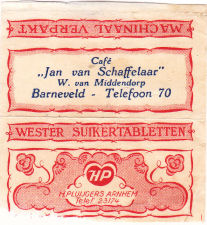 MACHINAAL VERPAKT
Café
„Jan van Schaffelaar"
W. van Middendorp
Barneveld - Telefoon 70
WESTER SUIKERTABLETTEN
HP
H. PLUIJGERS ARNHEM
Telef. 23174